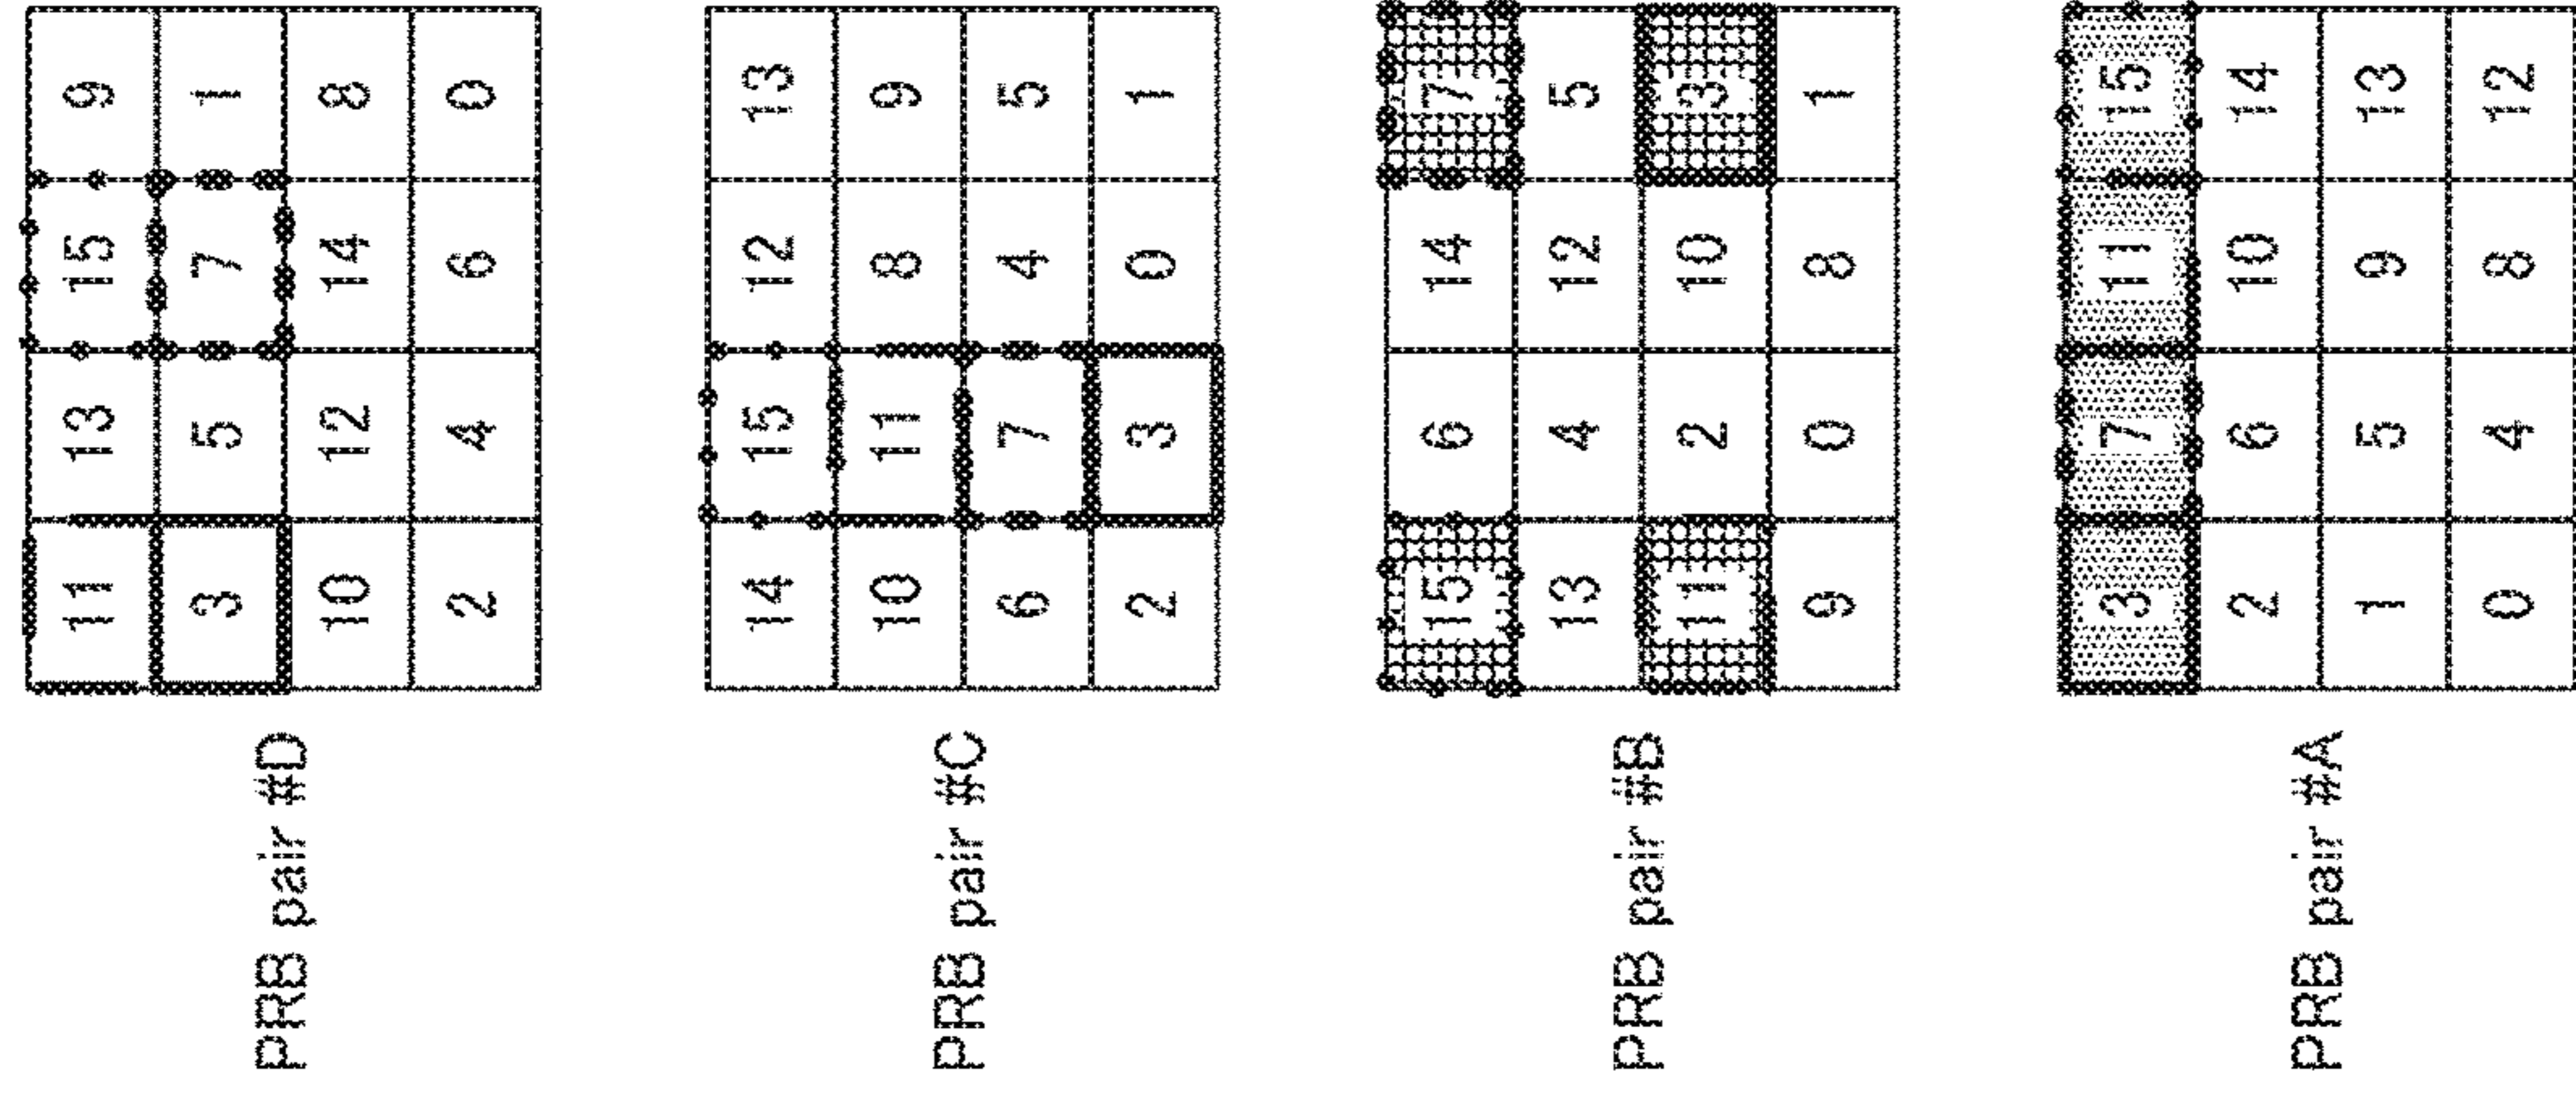 PRB pair #D
11 13 15 9
3 5 7 1
10 12 14 8
2 4 6 0
PRB pair #C
14 15 12 13
10 11 8 9
6 7 4 5
2 3 0 1
PRB pair #B
15 6 14 7
13 4 12 5
11 2 10 3
9 0 8 1
PRB pair #A
3 7 11 15
2 6 10 14
1 5 9 13
0 4 8 12